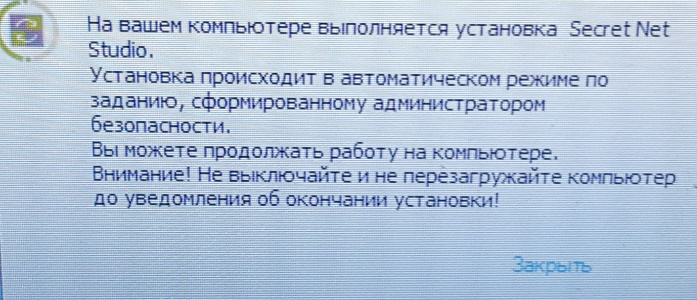 На вашем компьютере выполняется установка Secret Net
Studio.
Установка происходит в автоматическом режиме по
заданию, сформированному администратором
безопасности.
Вы можете продолжать работу на компьютере.
Внимание! Не выключайте и не перезагружайте компьютер
до уведомления об окончании установки!
Закрыть